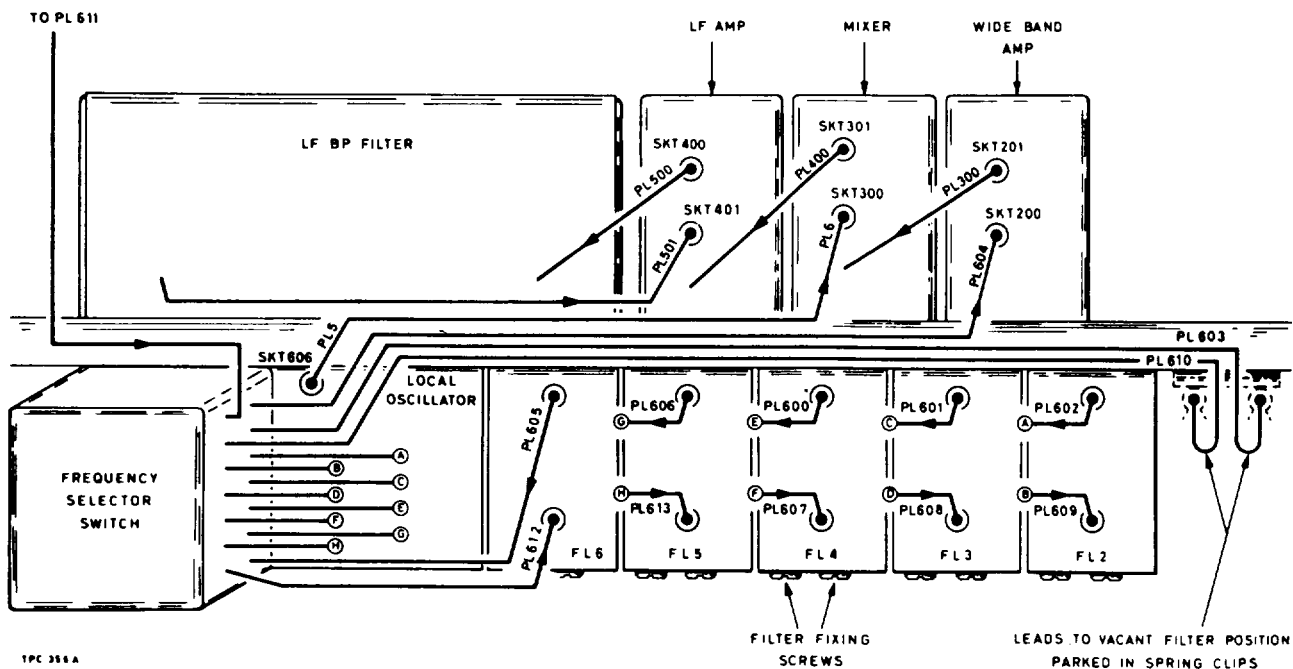 TO PL 611
LF AMP
MIXER
WIDE BAND
AMP
LF BP FILTER
SKT400
SKT301
SKT201
PL500
PL400
PL300
SKT401
SKT300
SKT200
PL501
PL6
PL604
PL5
PL603
PL610
SKT606
LOCAL
OSCILLATOR
PL605
PL606
PL600
PL601
PL602
G
E
C
A
FREQUENCY
SELECTOR
SWITCH
A
B
C
D
E
F
G
H
H
F
D
B
PL612
PL613
PL607
PL608
PL609
FL6
FL5
FL4
FL3
FL2
FILTER FIXING
SCREWS
LEADS TO VACANT FILTER POSITION
PARKED IN SPRING CLIPS